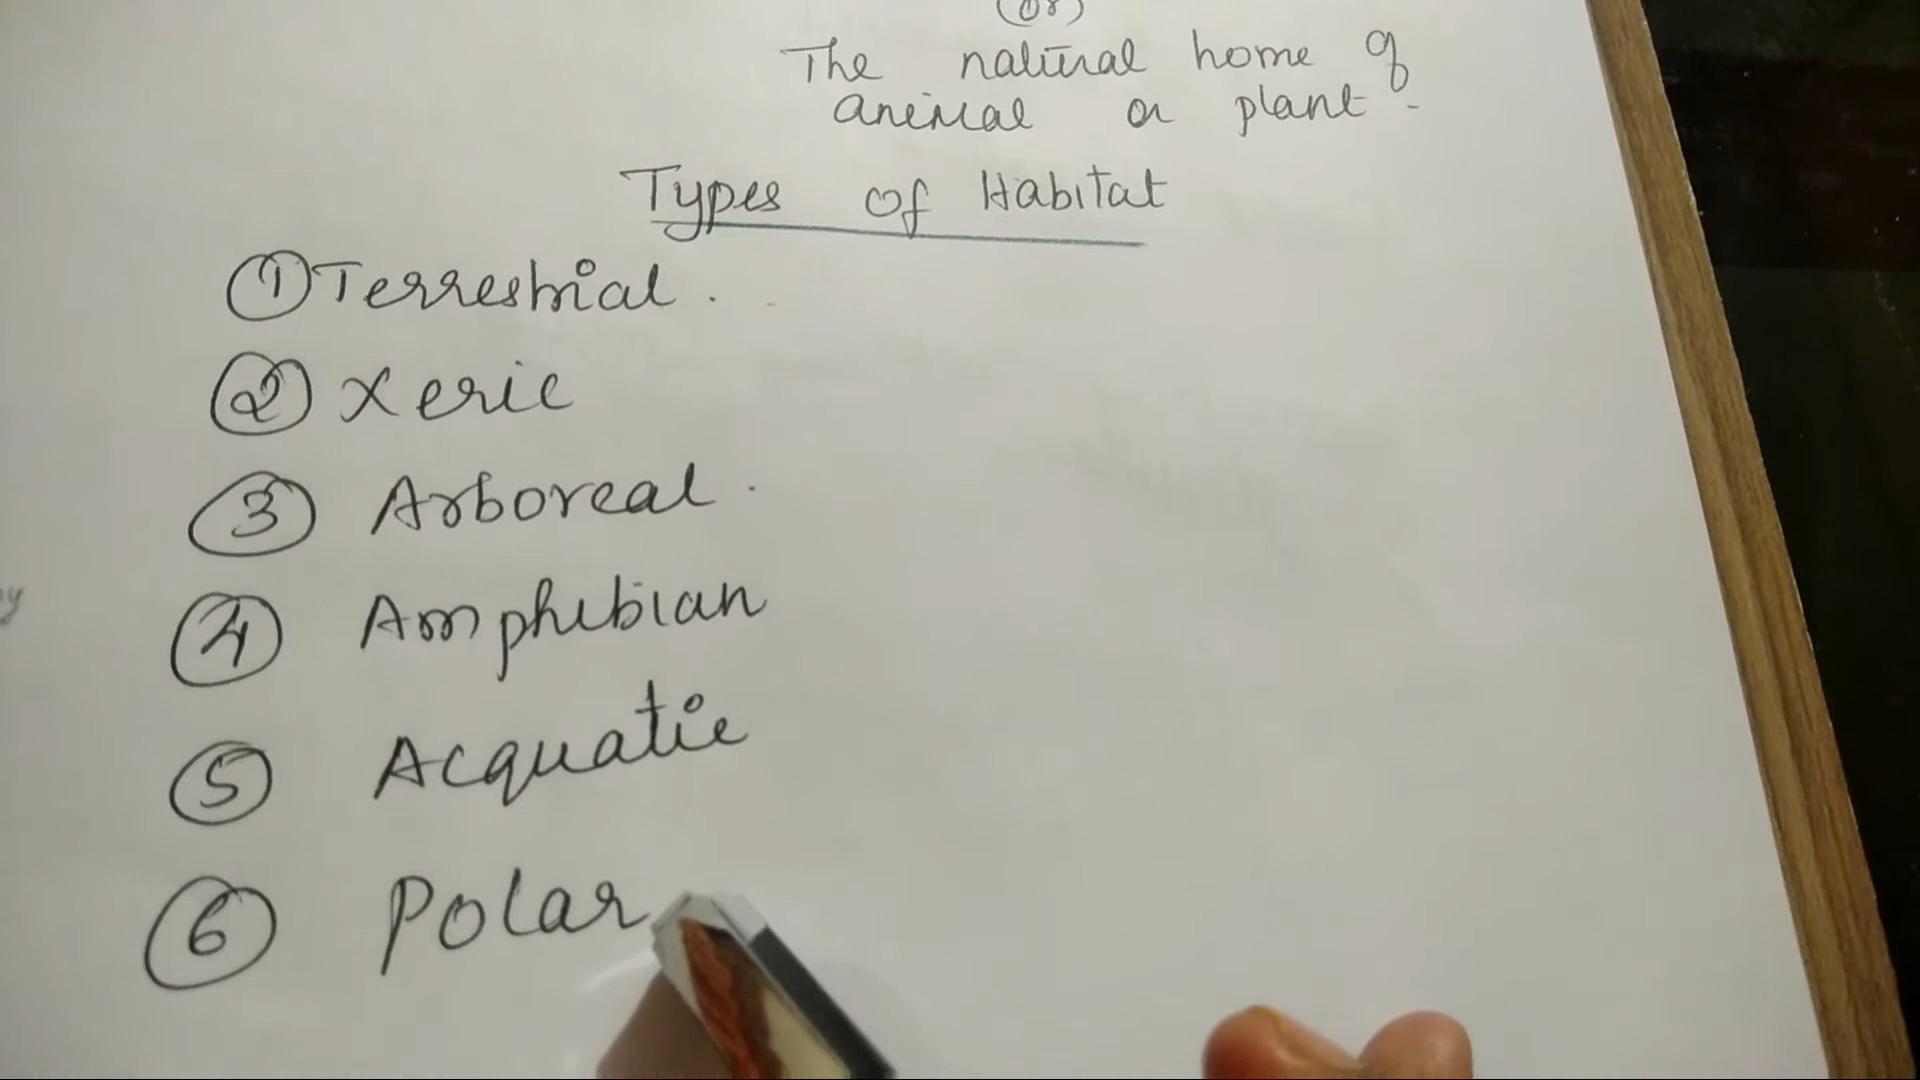 (or)
The natural home of
animal or plant.
Types of Habitat
① Terrestrial.
② Xeric
③ Arboreal.
④ Amphibian
⑤ Acquatic
⑥ Polar